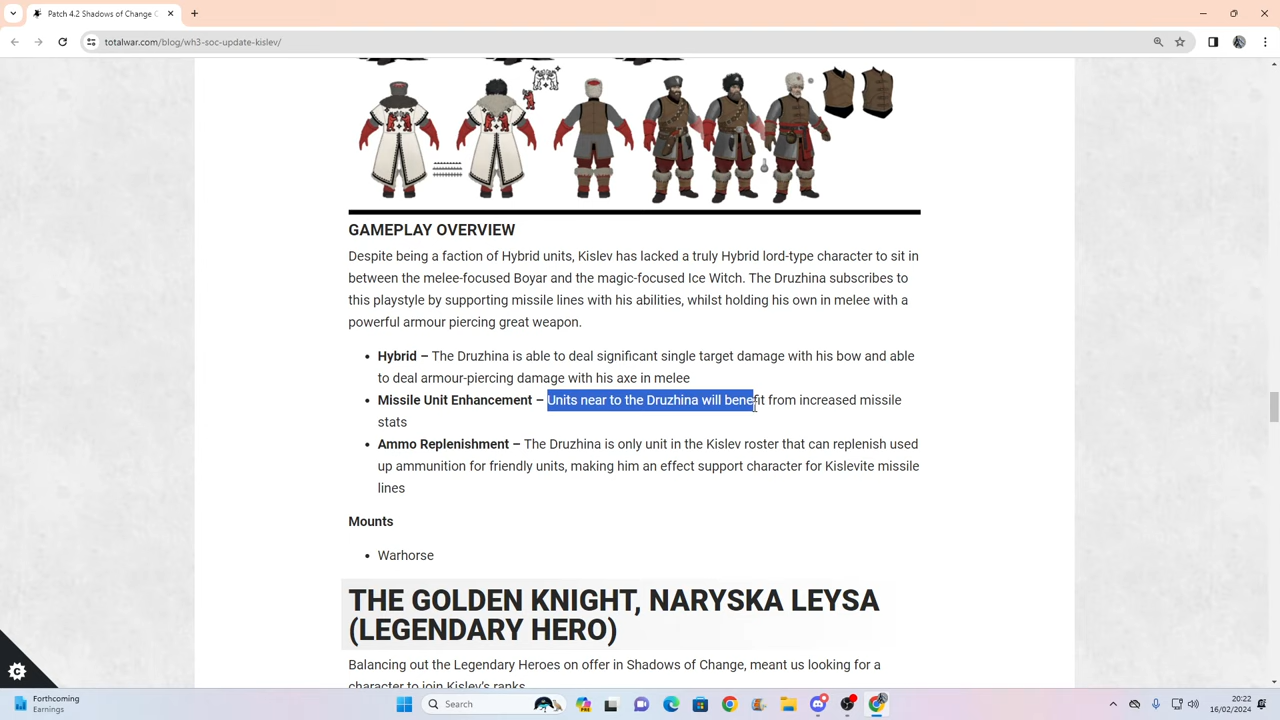 Patch 4.2 Shadows of Change C
totalwar.com/blog/wh3-soc-update-kislev/
GAMEPLAY OVERVIEW
Despite being a faction of Hybrid units, Kislev has lacked a truly Hybrid lord-type character to sit in
between the melee-focused Boyar and the magic-focused Ice Witch. The Druzhina subscribes to
this playstyle by supporting missile lines with his abilities, whilst holding his own in melee with a
powerful armour piercing great weapon.
Hybrid – The Druzhina is able to deal significant single target damage with his bow and able
to deal armour-piercing damage with his axe in melee
Missile Unit Enhancement – Units near to the Druzhina will benefit from increased missile
stats
Ammo Replenishment – The Druzhina is only unit in the Kislev roster that can replenish used
up ammunition for friendly units, making him an effect support character for Kislevite missile
lines
Mounts
Warhorse
THE GOLDEN KNIGHT, NARYSKA LEYSA
(LEGENDARY HERO)
Balancing out the Legendary Heroes on offer in Shadows of Change, meant us looking for a
character to join Kislev's ranks.
Forthcoming
Earnings
Search
PRE
20:22
16/02/2024